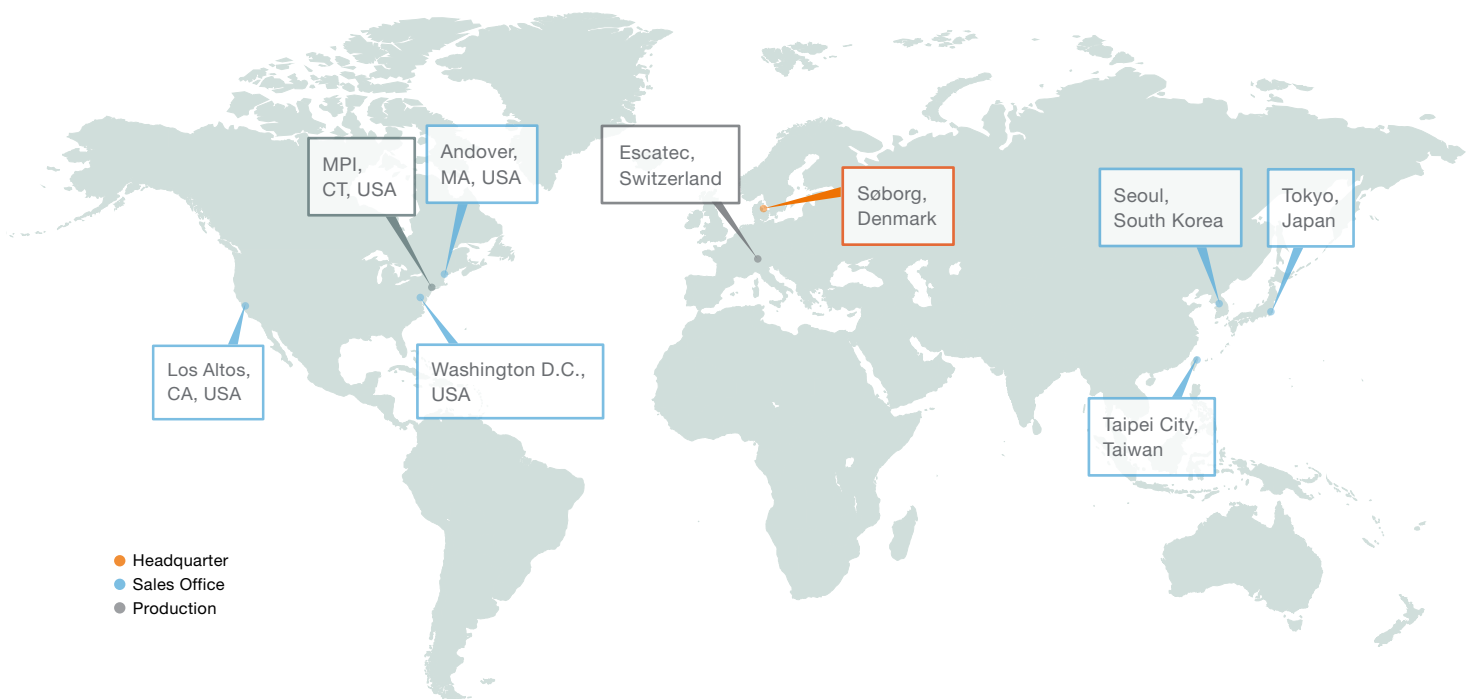 MPI,
CT, USA
Andover,
MA, USA
Escatec,
Switzerland
Søborg,
Denmark
Seoul,
South Korea
Tokyo,
Japan
Los Altos,
CA, USA
Washington D.C.,
USA
Taipei City,
Taiwan
Headquarter
Sales Office
Production